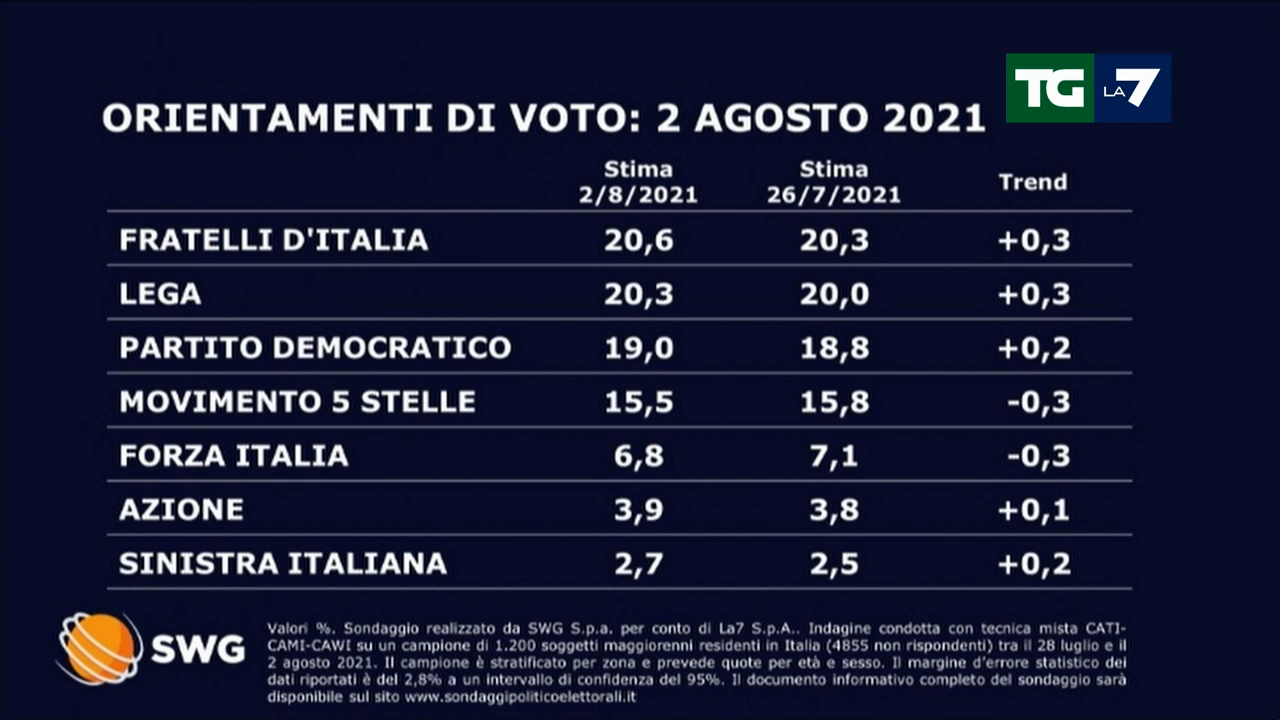 TG LA7
ORIENTAMENTI DI VOTO: 2 AGOSTO 2021
Stima 2/8/2021 Stima 26/7/2021 Trend
FRATELLI D'ITALIA 20,6 20,3 +0,3
LEGA 20,3 20,0 +0,3
PARTITO DEMOCRATICO 19,0 18,8 +0,2
MOVIMENTO 5 STELLE 15,5 15,8 -0,3
FORZA ITALIA 6,8 7,1 -0,3
AZIONE 3,9 3,8 +0,1
SINISTRA ITALIANA 2,7 2,5 +0,2
SWG
Valori %. Sondaggio realizzato da SWG S.p.a. per conto di La7 S.p.A.. Indagine condotta con tecnica mista CATI-
CAMI-CAWI su un campione di 1.200 soggetti maggiorenni residenti in Italia (4855 non rispondenti) tra il 28 luglio e il
2 agosto 2021. Il campione è stratificato per zona e prevede quote per età e sesso. Il margine d'errore statistico dei
dati riportati è del 2,8% a un intervallo di confidenza del 95%. Il documento informativo completo del sondaggio sarà
disponibile sul sito www.sondaggipoliticoelettorali.it